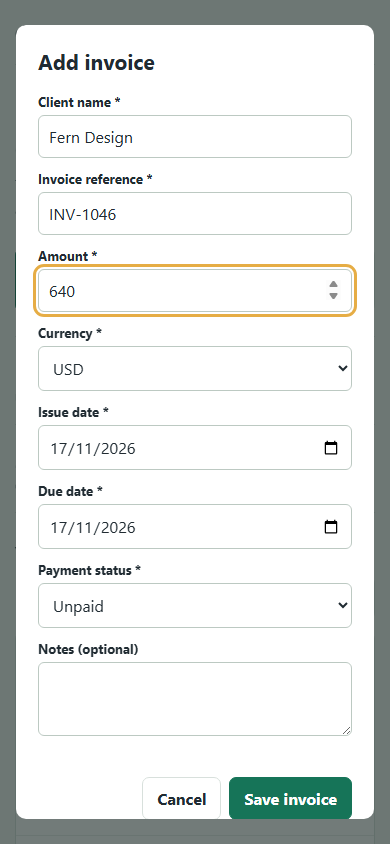 Add invoice
Client name *
Fern Design
Invoice reference *
INV-1046
Amount *
640
Currency *
USD
Issue date *
17/11/2026
Due date *
17/11/2026
Payment status *
Unpaid
Notes (optional)
Cancel
Save invoice